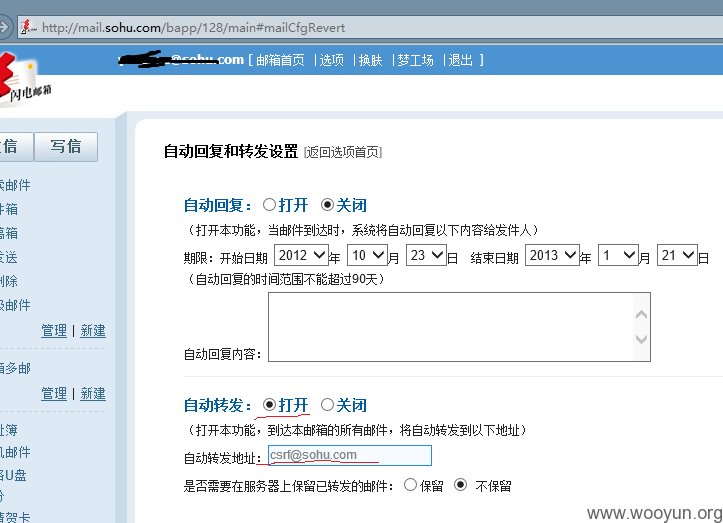 http://mail.sohu.com/bapp/128/main#mailCfgRevert
@sohu.com [ 邮箱首页 | 选项 | 换肤 | 梦工场 | 退出 ]
闪电邮箱
信 写信
自动回复和转发设置 [返回选项首页]
邮件
自动回复： 打开 关闭
件箱
（打开本功能，当邮件到达时，系统将自动回复以下内容给发件人）
箱
发送
期限：开始日期 2012 年 10 月 23 日 结束日期 2013 年 1 月 21 日
删除
（自动回复的时间范围不能超过90天）
邮件
管理 | 新建
自动回复内容：
箱多邮
管理 | 新建
自动转发： 打开 关闭
簿
（打开本功能，到达本邮箱的所有邮件，将自动转发到以下地址）
邮件
自动转发地址： csrf@sohu.com
U盘
是否需要在服务器上保留已转发的邮件： 保留 不保留
贺卡
www.wooyun.org